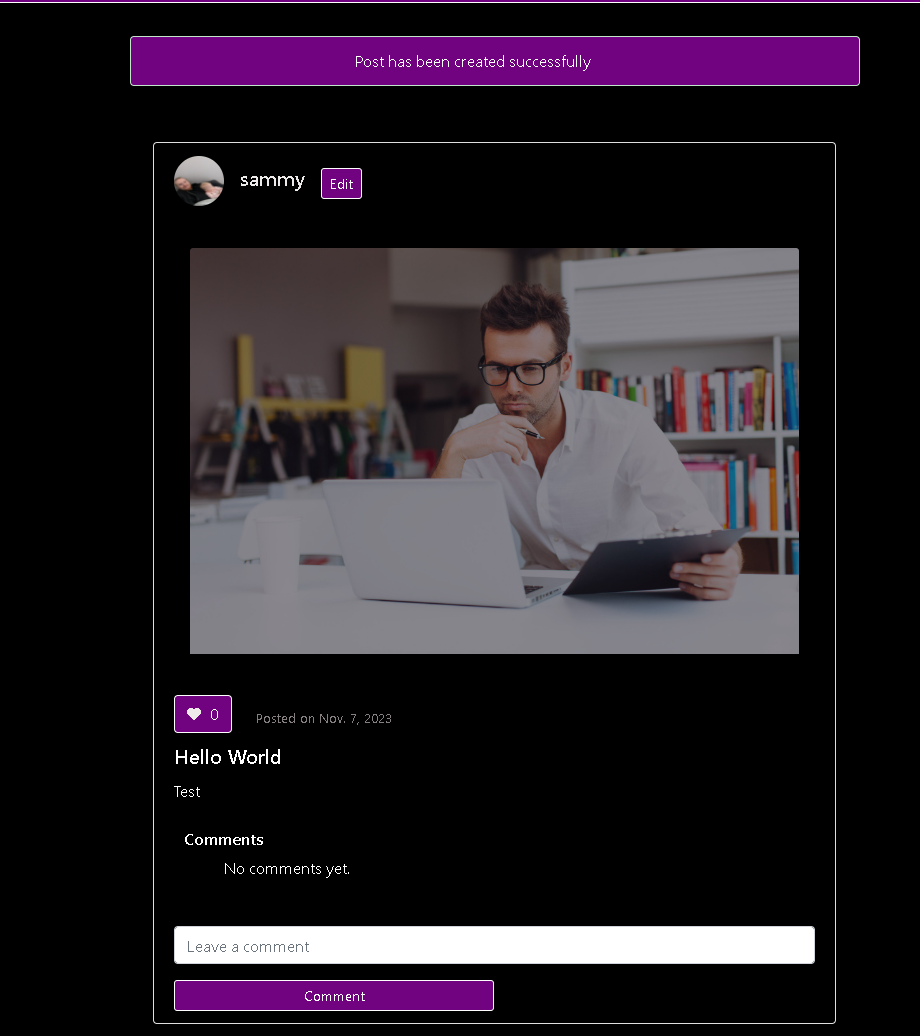 Post has been created successfully
sammy
Edit
0
Posted on Nov. 7, 2023
Hello World
Test
Comments
No comments yet.
Leave a comment
Comment